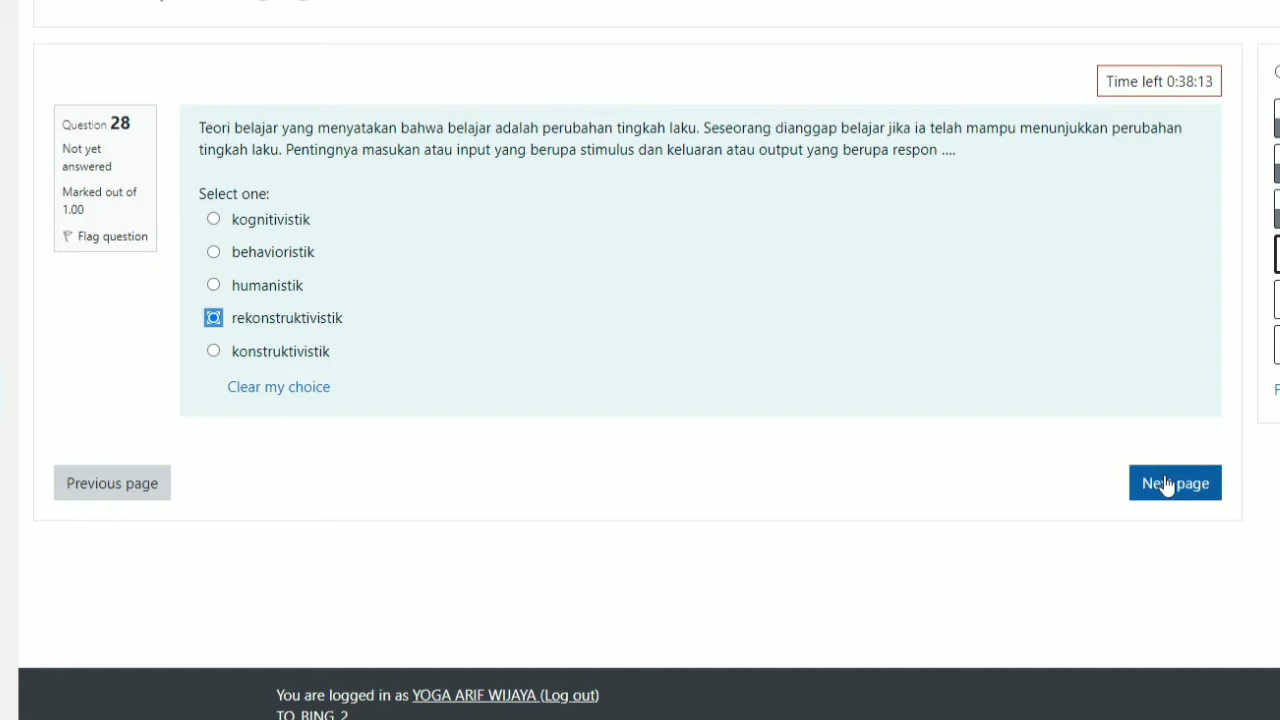 Time left 0:38:13
Question 28
Not yet
answered
Marked out of
1.00
Flag question
Teori belajar yang menyatakan bahwa belajar adalah perubahan tingkah laku. Seseorang dianggap belajar jika ia telah mampu menunjukkan perubahan
tingkah laku. Pentingnya masukan atau input yang berupa stimulus dan keluaran atau output yang berupa respon ....
Select one:
kognitivistik
behavioristik
humanistik
rekonstruktivistik
konstruktivistik
Clear my choice
Previous page
Next page
You are logged in as YOGA ARIF WIJAYA (Log out)
TO_BING_2